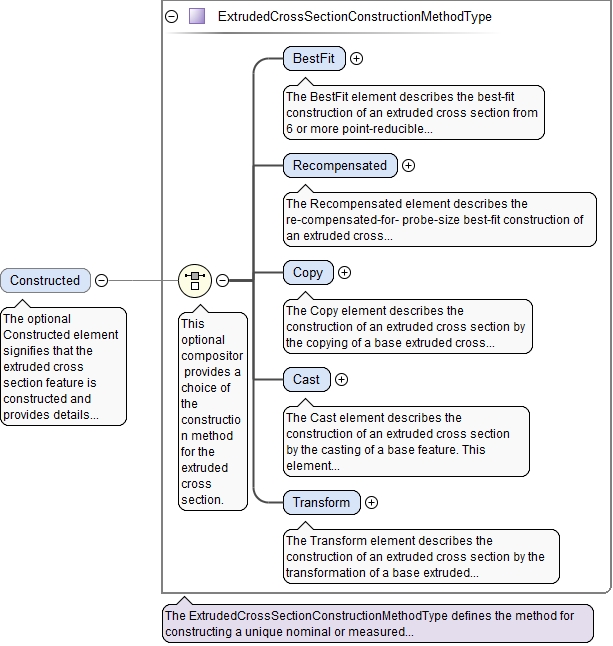 ExtrudedCrossSectionConstructionMethodType
BestFit
The BestFit element describes the best-fit
construction of an extruded cross section from
6 or more point-reducible...
Recompensated
The Recompensated element describes the
re-compensated-for- probe-size best-fit construction of
an extruded cross...
Constructed
The optional
Constructed element
signifies that the
extruded cross
section feature is
constructed and
provides details...
This
optional
compositor
provides a
choice of
the
constructio
n method
for the
extruded
cross
section.
Copy
The Copy element describes the
construction of an extruded cross section by
the copying of a base extruded cross...
Cast
The Cast element describes the
construction of an extruded cross section
by the casting of a base feature. This
element...
Transform
The Transform element describes the
construction of an extruded cross section by the
transformation of a base extruded...
The ExtrudedCrossSectionConstructionMethodType defines the method for
constructing a unique nominal or measured...